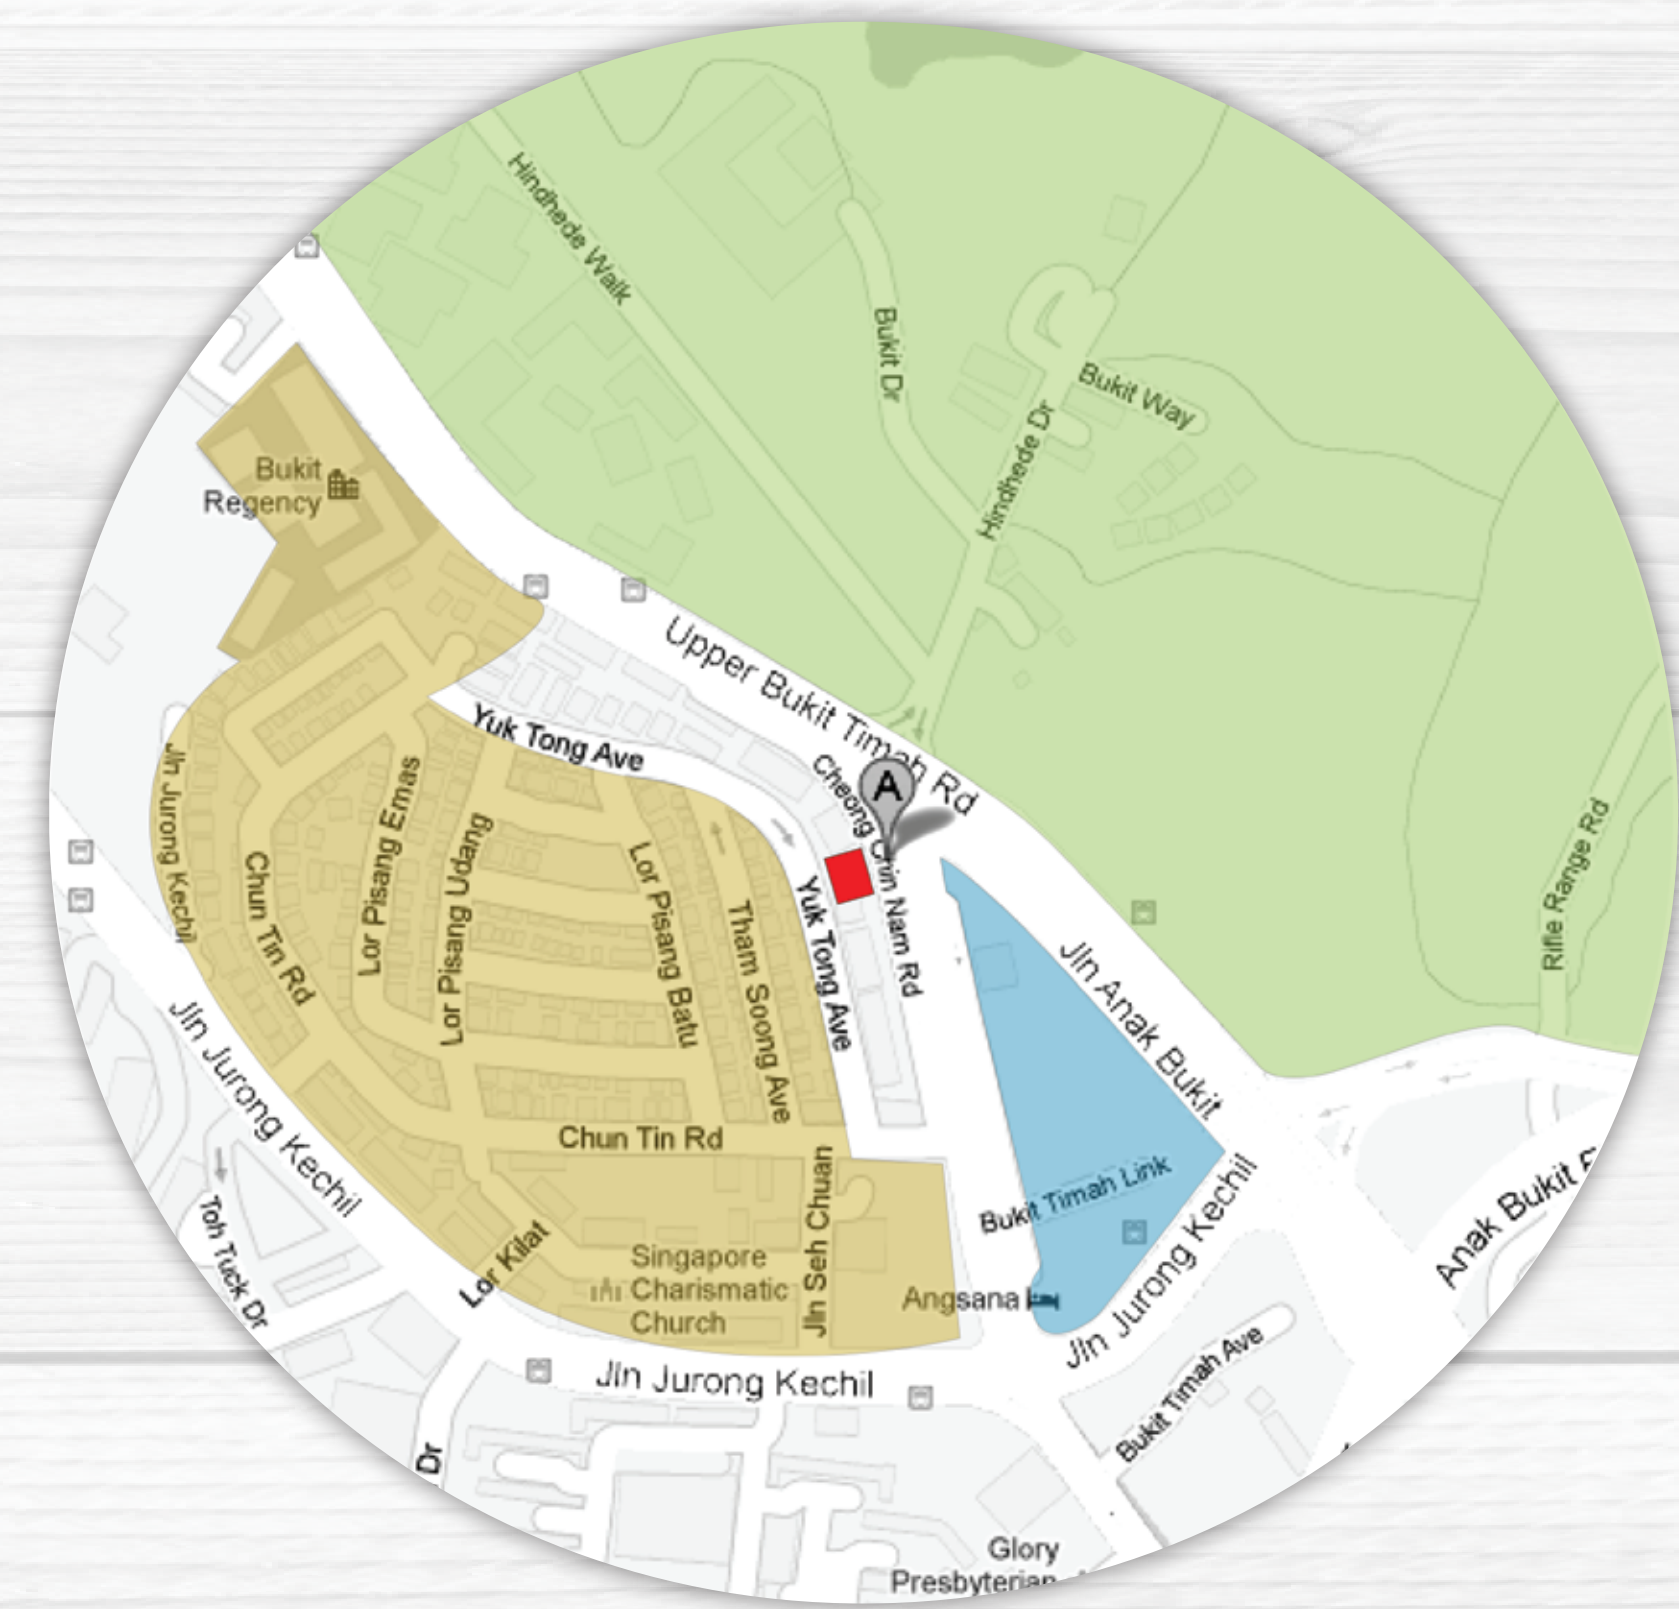 Hindhede Walk
Bukit Dr
Bukit Way
Hindhede Dr
Bukit
Regency
Upper Bukit Timah Rd
Yuk Tong Ave
Cheong Chin Nam Rd
A
Jln Jurong Kechil
Chun Tin Rd
Lor Pisang Emas
Lor Pisang Udang
Lor Pisang Batu
Tham Soong Ave
Yuk Tong Ave
Rifle Range Rd
Jln Anak Bukit
Jln Jurong Kechil
Chun Tin Rd
Jln Seh Chuan
Bukit Timah Link
Jln Jurong Kechil
Anak Bukit
Toh Tuck Dr
Lor Kilat
Singapore
Charismatic
Church
Angsana
Jln Jurong Kechil
Bukit Timah Ave
Dr
Glory
Presbyterian